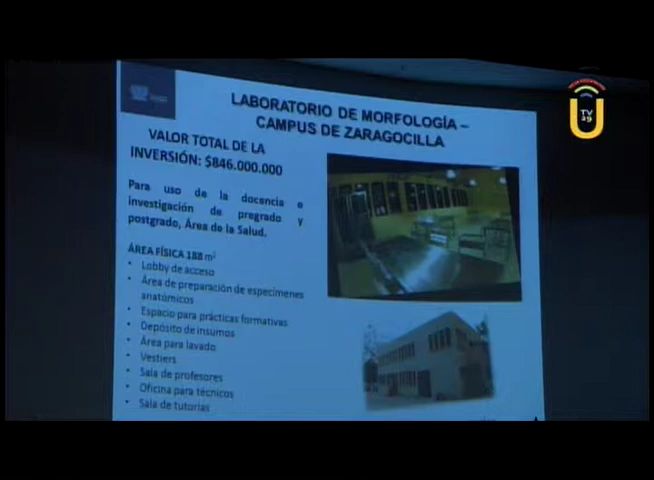 LABORATORIO DE MORFOLOGÍA –
CAMPUS DE ZARAGOCILLA
VALOR TOTAL DE LA
INVERSIÓN: $846.000.000
Para uso de la docencia e
investigación de pregrado y
postgrado, Área de la Salud.
ÁREA FÍSICA 188 m²
• Lobby de acceso
• Área de preparación de especímenes
anatómicos
• Espacio para prácticas formativas
• Depósito de insumos
• Área para lavado
• Vestiers
• Sala de profesores
• Oficina para técnicos
• Sala de tutorías
TV
U